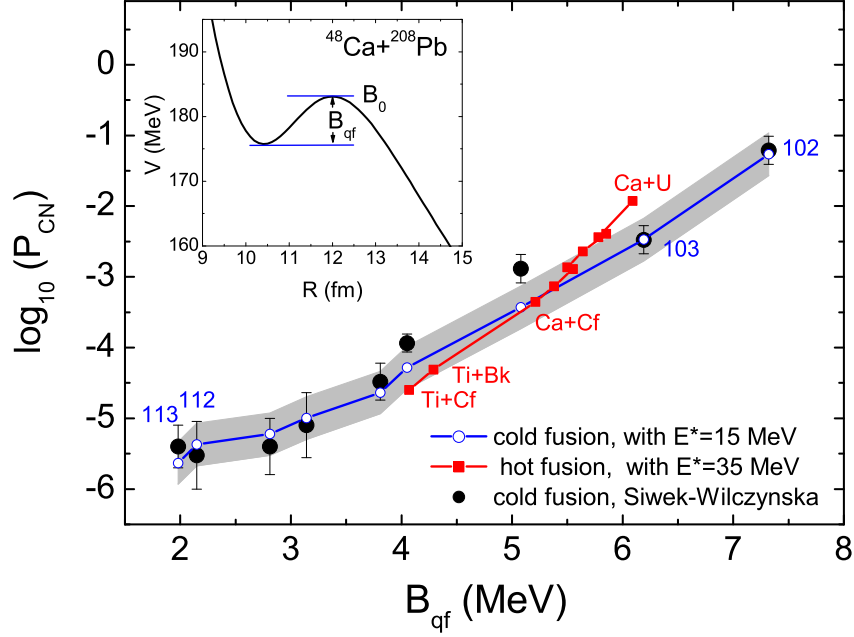 log₁₀ (P_CN)
0
-1
-2
-3
-4
-5
-6
2
3
4
5
6
7
8
B_qf (MeV)
⁴⁸Ca+²⁰⁸Pb
V (MeV)
190
180
170
160
9
10
11
12
13
14
15
R (fm)
B₀
B_qf
102
Ca+U
103
Ca+Cf
Ti+Bk
Ti+Cf
113
112
cold fusion, with E*=15 MeV
hot fusion, with E*=35 MeV
cold fusion, Siwek-Wilczynska